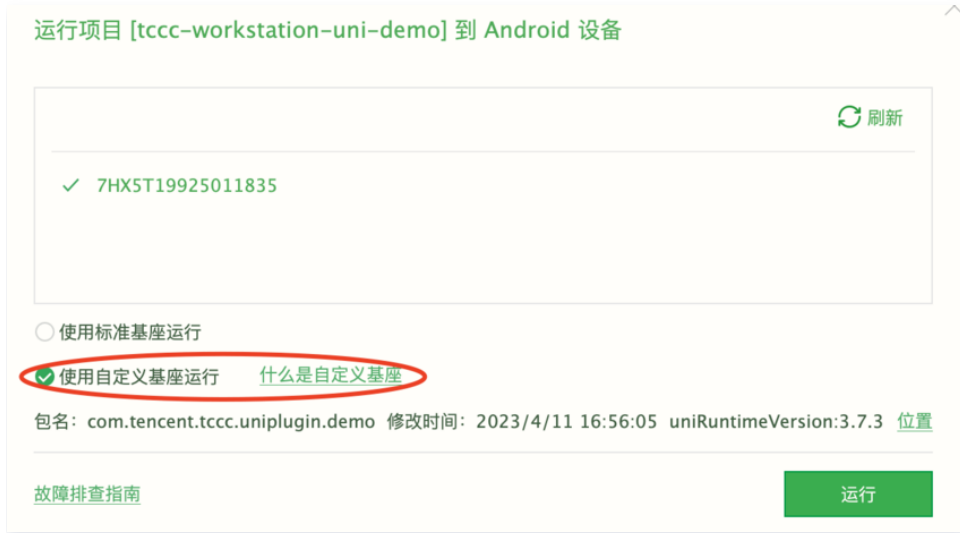 运行项目 [tccc-workstation-uni-demo] 到 Android 设备
刷新
7HX5T19925011835
使用标准基座运行
使用自定义基座运行 什么是自定义基座
包名：com.tencent.tccc.uniplugin.demo 修改时间：2023/4/11 16:56:05 uniRuntimeVersion:3.7.3 位置
故障排查指南
运行